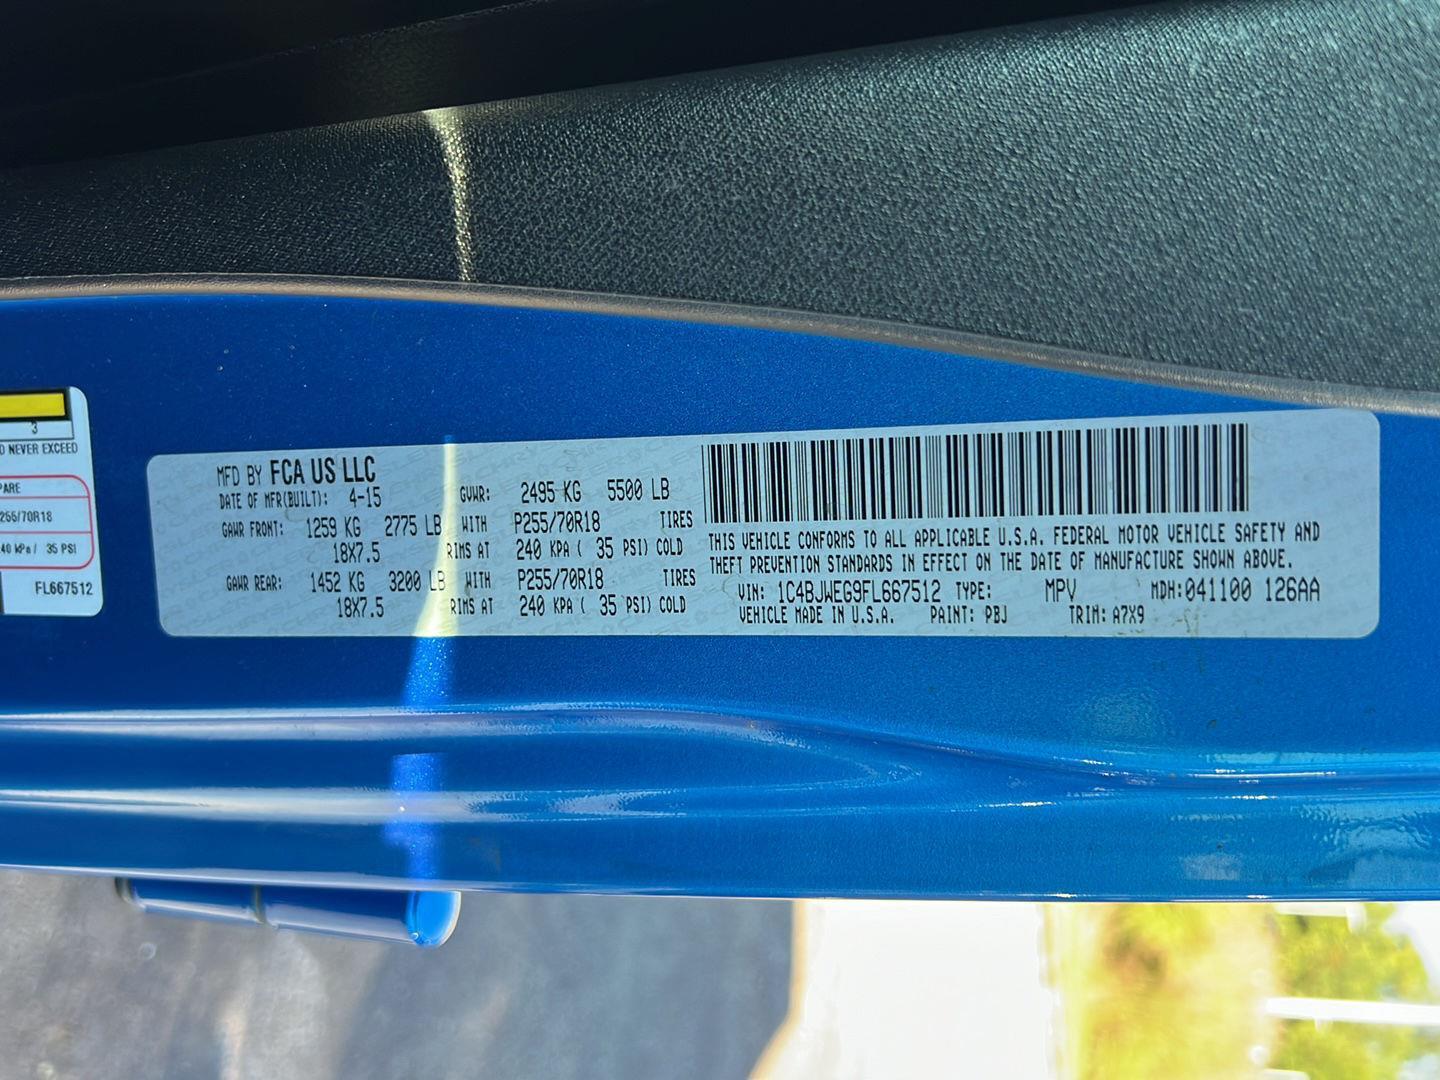 3
D NEVER EXCEED
PARE
255/70R18
240 kPa / 35 PSI
FL667512
MFD BY FCA US LLC
DATE OF MFR(BUILT): 4-15 GVWR: 2495 KG 5500 LB
GAWR FRONT: 1259 KG 2775 LB WITH P255/70R18 TIRES
18X7.5 RIMS AT 240 KPA ( 35 PSI) COLD
GAWR REAR: 1452 KG 3200 LB WITH P255/70R18 TIRES
18X7.5 RIMS AT 240 KPA ( 35 PSI) COLD
THIS VEHICLE CONFORMS TO ALL APPLICABLE U.S.A. FEDERAL MOTOR VEHICLE SAFETY AND
THEFT PREVENTION STANDARDS IN EFFECT ON THE DATE OF MANUFACTURE SHOWN ABOVE.
VIN: 1C4BJWEG9FL667512 TYPE: MPV MDH:041100 126AA
VEHICLE MADE IN U.S.A. PAINT: PBJ TRIM: A7X9